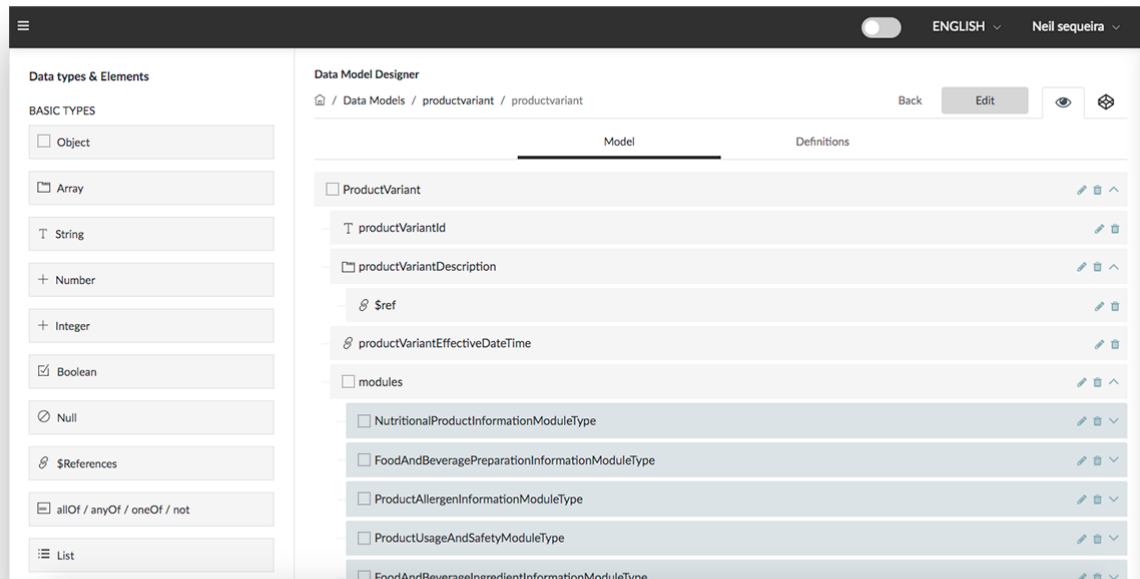 ENGLISH
Neil sequeira
Data types & Elements
BASIC TYPES
Object
Array
String
Number
Integer
Boolean
Null
$References
allOf / anyOf / oneOf / not
List
Data Model Designer
/ Data Models / productvariant / productvariant
Back
Edit
Model
Definitions
ProductVariant
productVariantId
productVariantDescription
$ref
productVariantEffectiveDateTime
modules
NutritionalProductInformationModuleType
FoodAndBeveragePreparationInformationModuleType
ProductAllergenInformationModuleType
ProductUsageAndSafetyModuleType
FoodAndBeverageIngredientInformationModuleType